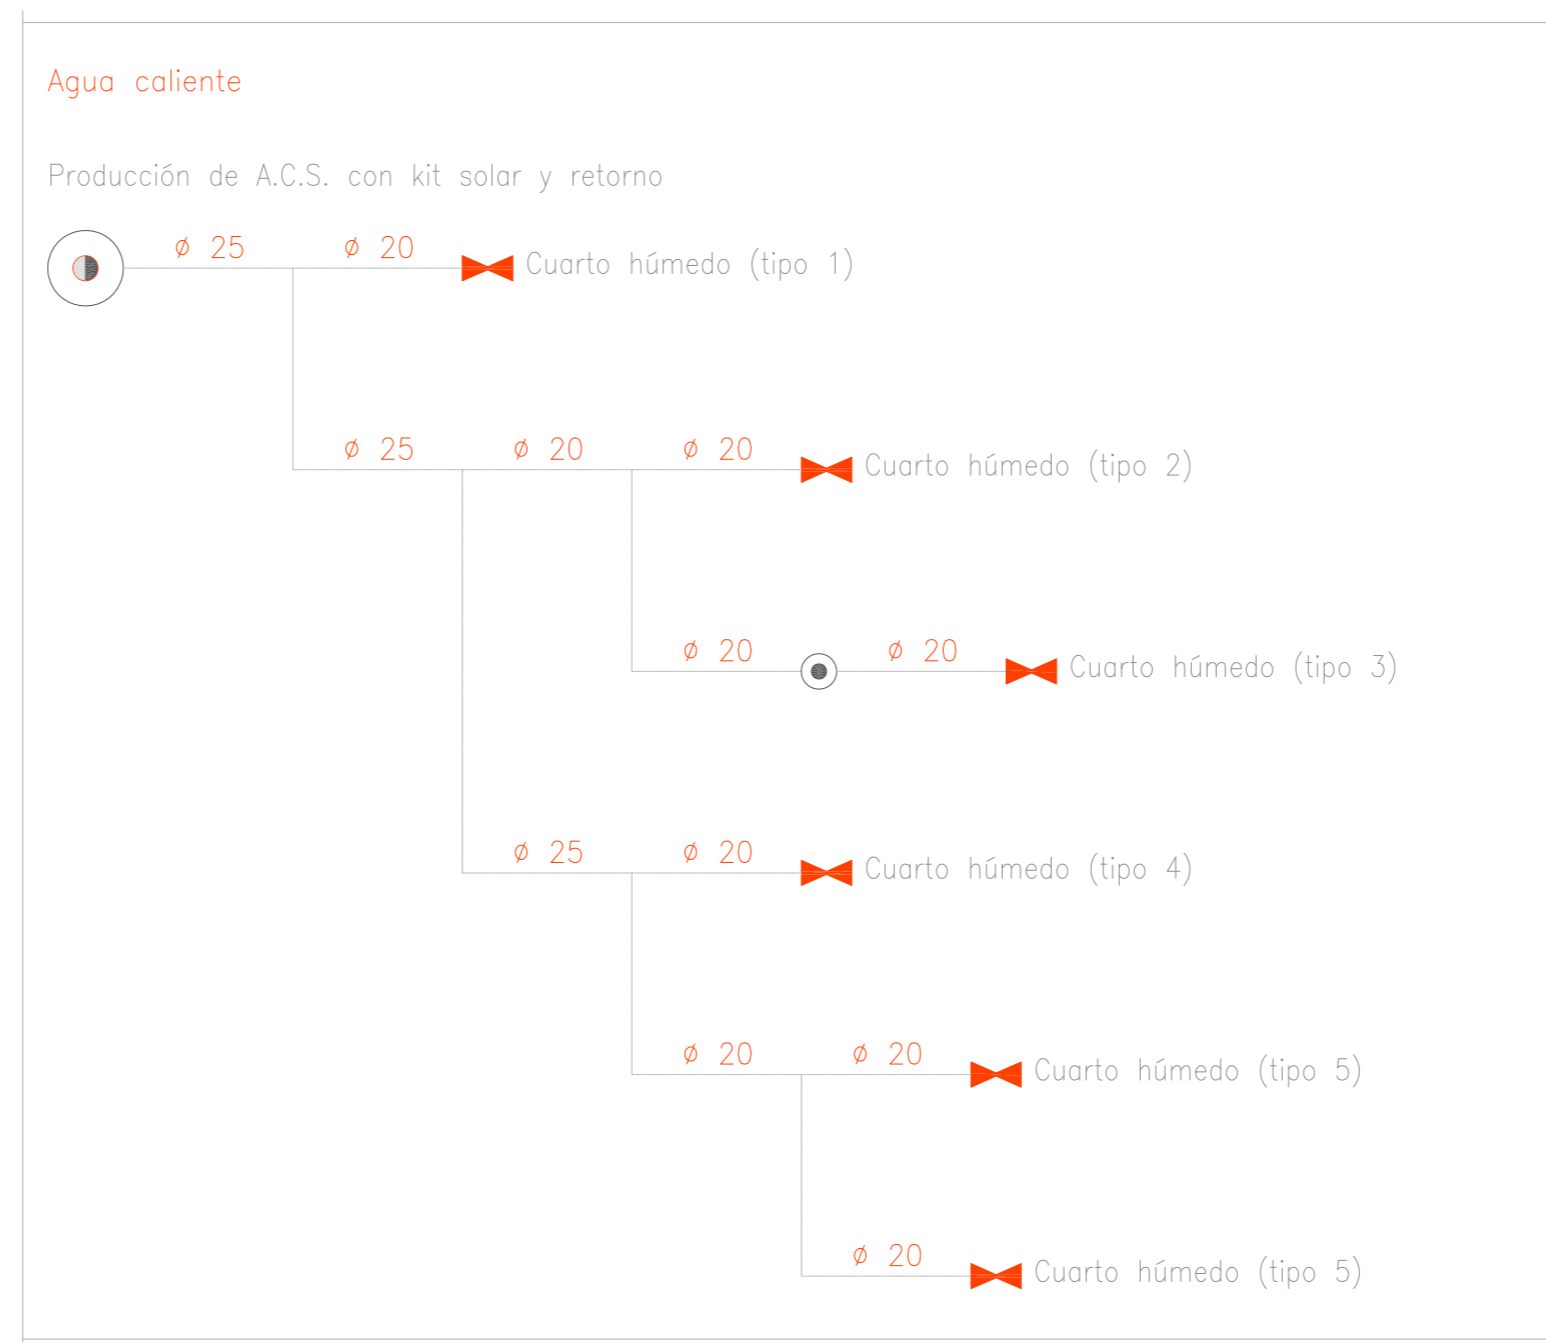 Agua caliente
Producción de A.C.S. con kit solar y retorno
ø 25 ø 20 Cuarto húmedo (tipo 1)
ø 25 ø 20 ø 20 Cuarto húmedo (tipo 2)
ø 20 ø 20 Cuarto húmedo (tipo 3)
ø 25 ø 20 Cuarto húmedo (tipo 4)
ø 20 ø 20 Cuarto húmedo (tipo 5)
ø 20 Cuarto húmedo (tipo 5)